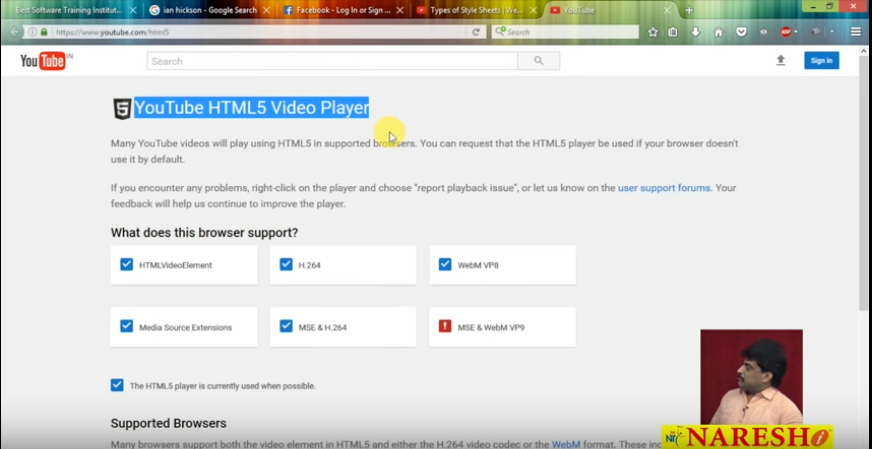 Best Software Training Institut...
ian hickson - Google Search
Facebook - Log In or Sign ...
Types of Style Sheets | We...
YouTube
https://www.youtube.com/html5
Search
YouTube IN
Search
Sign in
YouTube HTML5 Video Player
Many YouTube videos will play using HTML5 in supported browsers. You can request that the HTML5 player be used if your browser doesn't
use it by default.
If you encounter any problems, right-click on the player and choose "report playback issue", or let us know on the user support forums. Your
feedback will help us continue to improve the player.
What does this browser support?
HTMLVideoElement
H.264
WebM VP8
Media Source Extensions
MSE & H.264
MSE & WebM VP9
The HTML5 player is currently used when possible.
Supported Browsers
Many browsers support both the video element in HTML5 and either the H.264 video codec or the WebM format. These inc
NARESH i